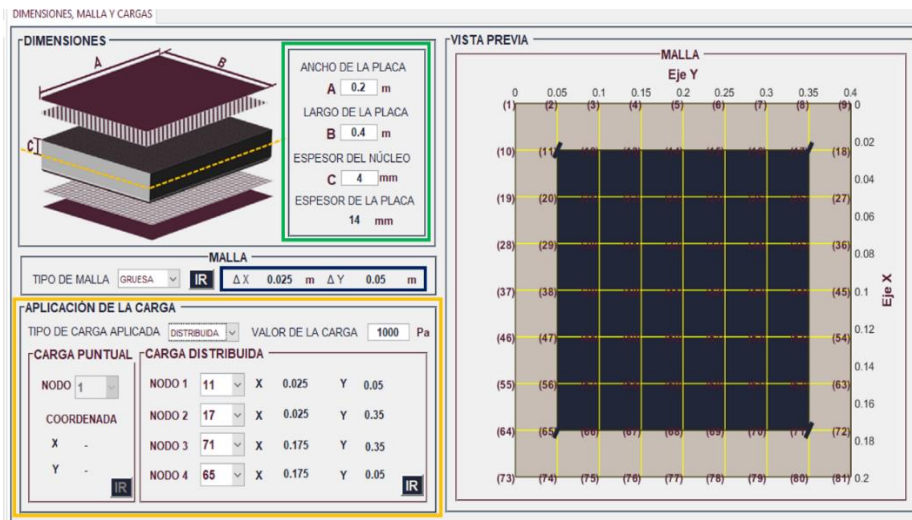 DIMENSIONES, MALLA Y CARGAS
DIMENSIONES
A
B
C
ANCHO DE LA PLACA
A 0.2 m
LARGO DE LA PLACA
B 0.4 m
ESPESOR DEL NÚCLEO
C 4 mm
ESPESOR DE LA PLACA
14 mm
MALLA
TIPO DE MALLA GRUESA IR Δ X 0.025 m Δ Y 0.05 m
APLICACIÓN DE LA CARGA
TIPO DE CARGA APLICADA DISTRIBUIDA VALOR DE LA CARGA 1000 Pa
CARGA PUNTUAL
NODO 1
COORDENADA
X -
Y -
IR
CARGA DISTRIBUIDA
NODO 1 11 X 0.025 Y 0.05
NODO 2 17 X 0.025 Y 0.35
NODO 3 71 X 0.175 Y 0.35
NODO 4 65 X 0.175 Y 0.05
IR
VISTA PREVIA
MALLA
Eje Y
0 0.05 0.1 0.15 0.2 0.25 0.3 0.35 0.4
(1) (2) (3) (4) (5) (6) (7) (8) (9) 0
0.02
(10) (11) (18)
0.04
(19) (20) (27)
0.06
(28) (29) (36)
0.08
(37) (38) (45) 0.1
Eje X
0.12
(46) (47) (54)
0.14
(55) (56) (63)
0.16
(64) (65) (66) (67) (68) (69) (70) (71) (72)
0.18
(73) (74) (75) (76) (77) (78) (79) (80) (81) 0.2